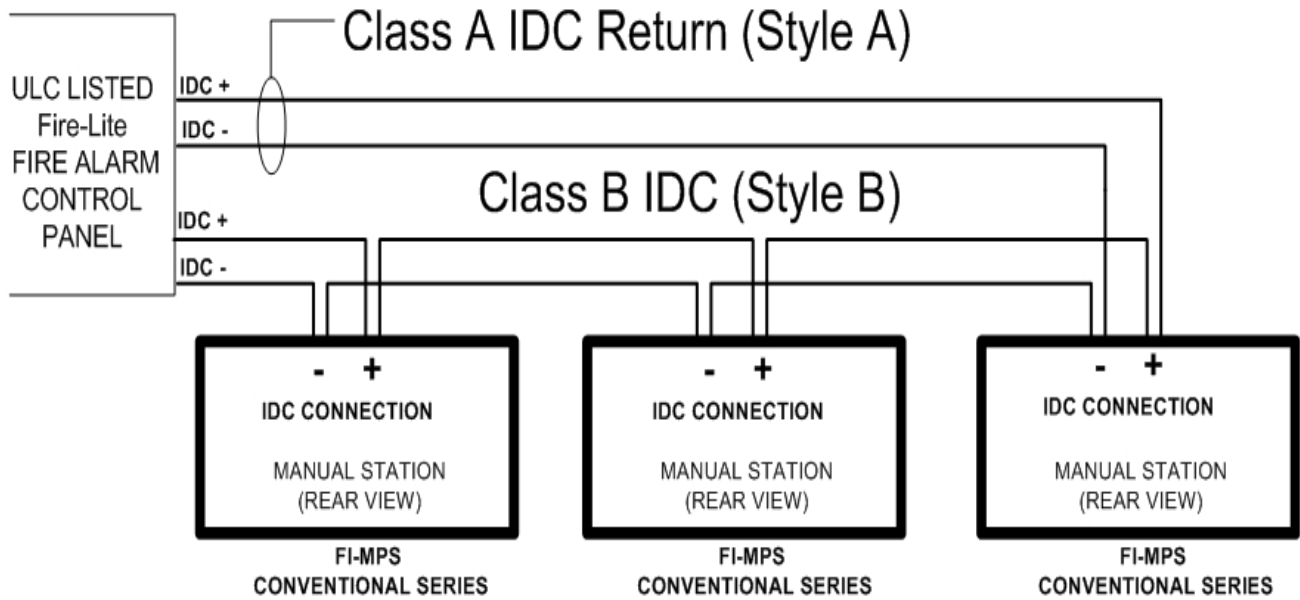 Class A IDC Return (Style A)
ULC LISTED
Fire-Lite
FIRE ALARM
CONTROL
PANEL
IDC +
IDC -
Class B IDC (Style B)
IDC +
IDC -
- +
IDC CONNECTION
MANUAL STATION
(REAR VIEW)
FI-MPS
CONVENTIONAL SERIES
- +
IDC CONNECTION
MANUAL STATION
(REAR VIEW)
FI-MPS
CONVENTIONAL SERIES
- +
IDC CONNECTION
MANUAL STATION
(REAR VIEW)
FI-MPS
CONVENTIONAL SERIES